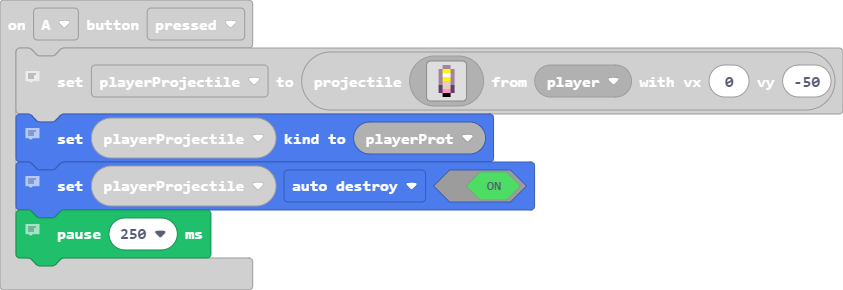 on A button pressed
set playerProjectile to projectile from player with vx 0 vy -50
set playerProjectile kind to playerProt
set playerProjectile auto destroy ON
pause 250 ms